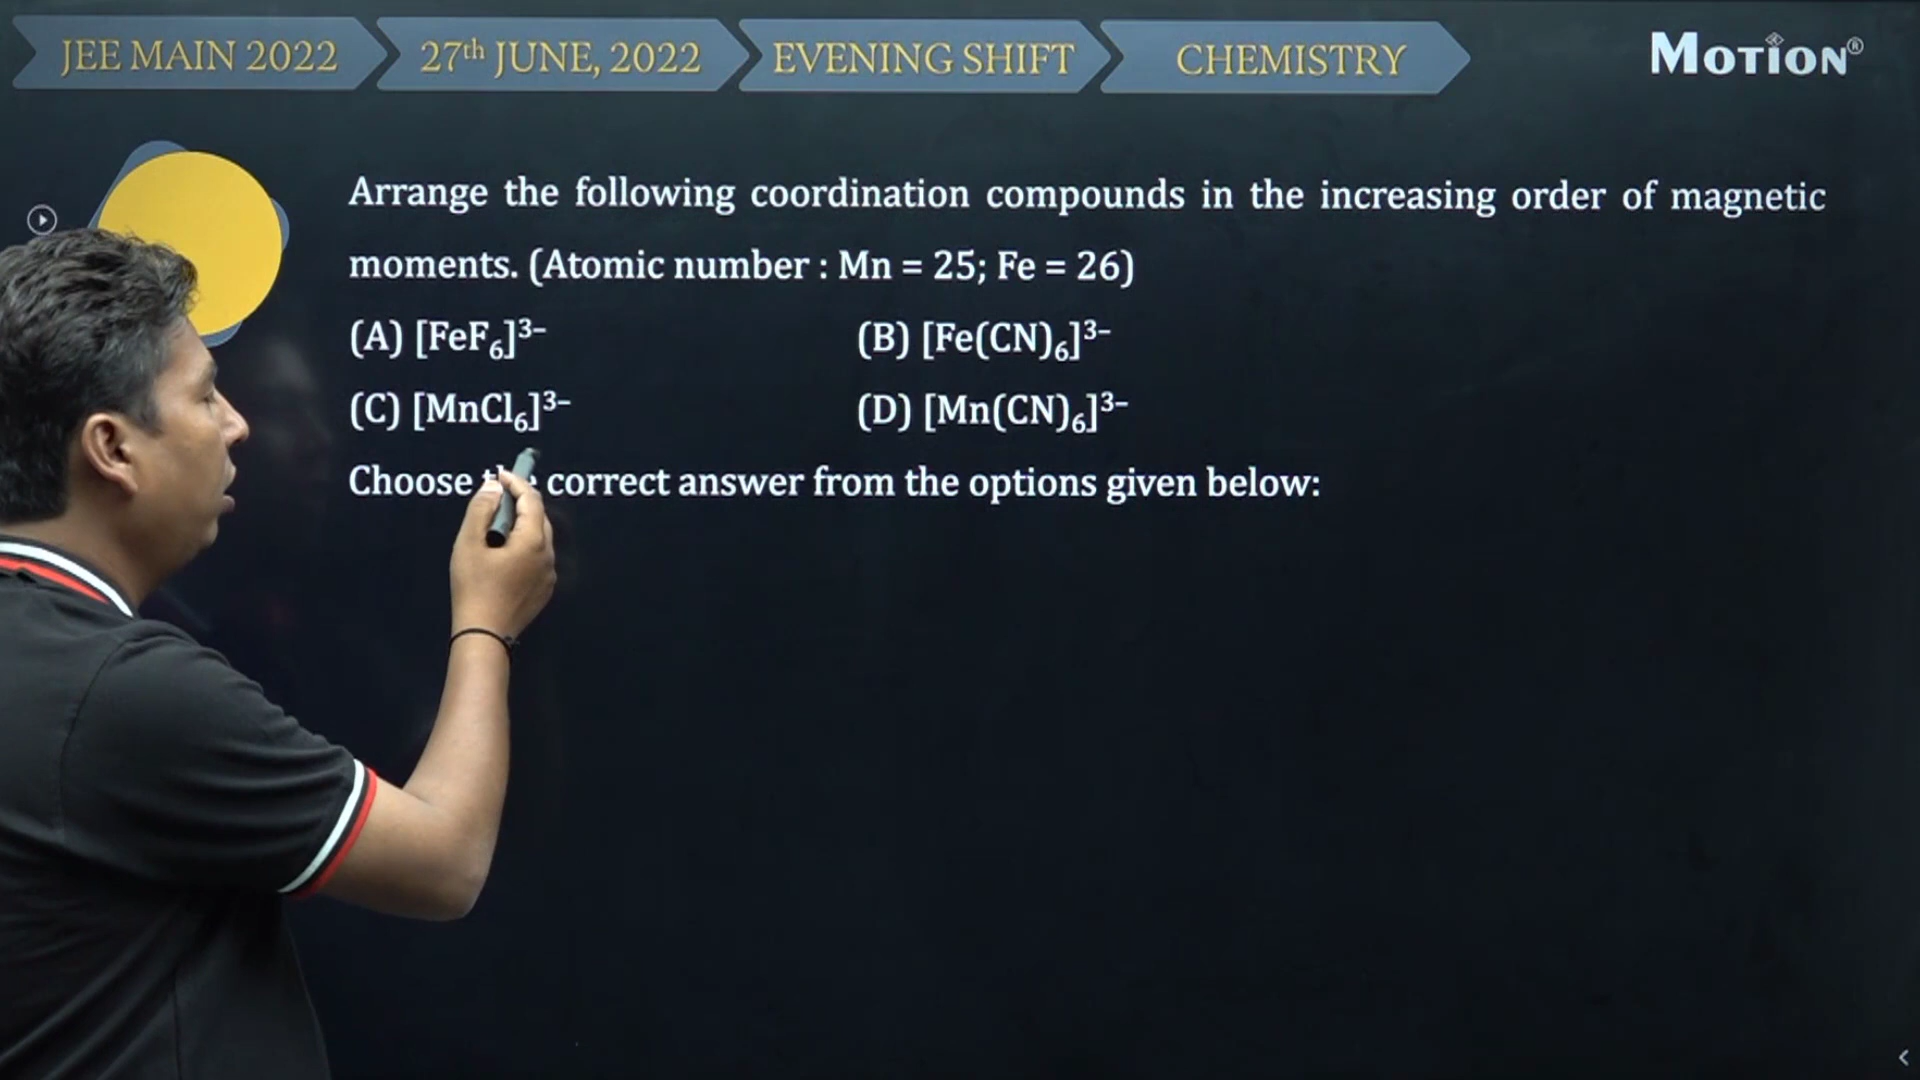 JEE MAIN 2022 27th JUNE, 2022 EVENING SHIFT CHEMISTRY MOTION®
Arrange the following coordination compounds in the increasing order of magnetic
moments. (Atomic number : Mn = 25; Fe = 26)
(A) [FeF₆]³⁻ (B) [Fe(CN)₆]³⁻
(C) [MnCl₆]³⁻ (D) [Mn(CN)₆]³⁻
Choose correct answer from the options given below: